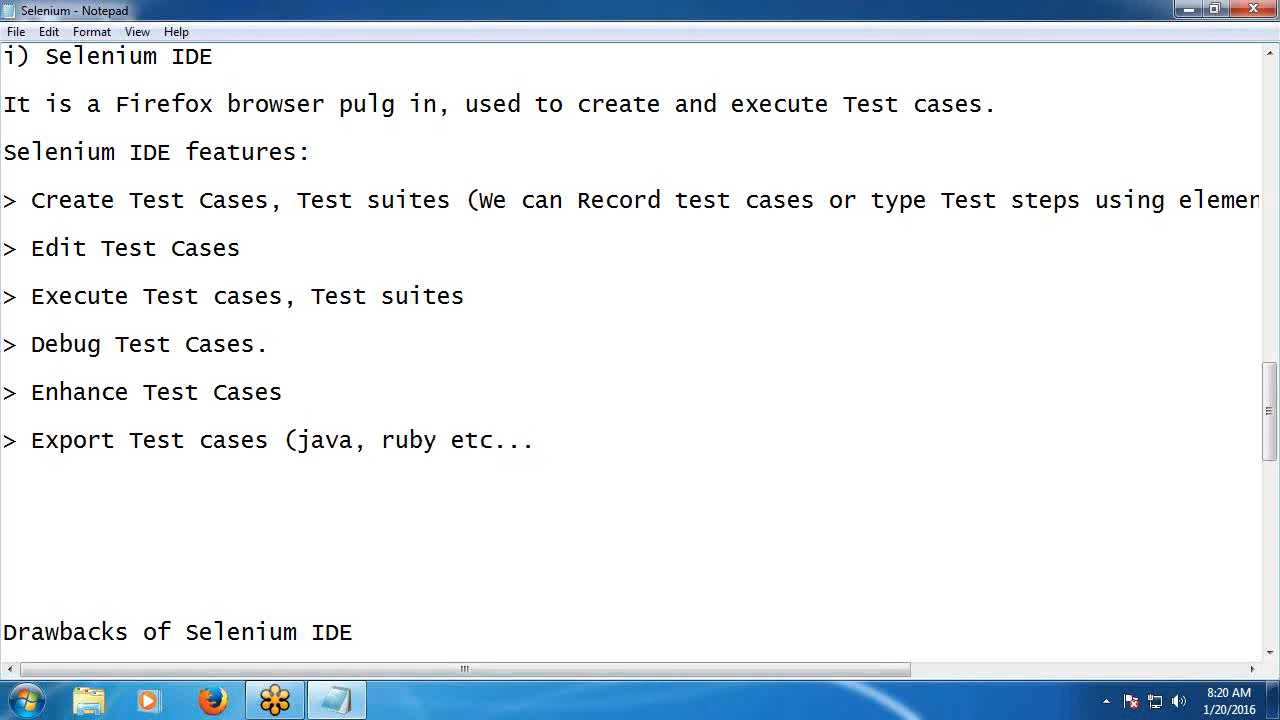 Selenium - Notepad
File Edit Format View Help
i) Selenium IDE
It is a Firefox browser pulg in, used to create and execute Test cases.
Selenium IDE features:
> Create Test Cases, Test suites (We can Record test cases or type Test steps using elemen
> Edit Test Cases
> Execute Test cases, Test suites
> Debug Test Cases.
> Enhance Test Cases
> Export Test cases (java, ruby etc...
Drawbacks of Selenium IDE
8:20 AM
1/20/2016